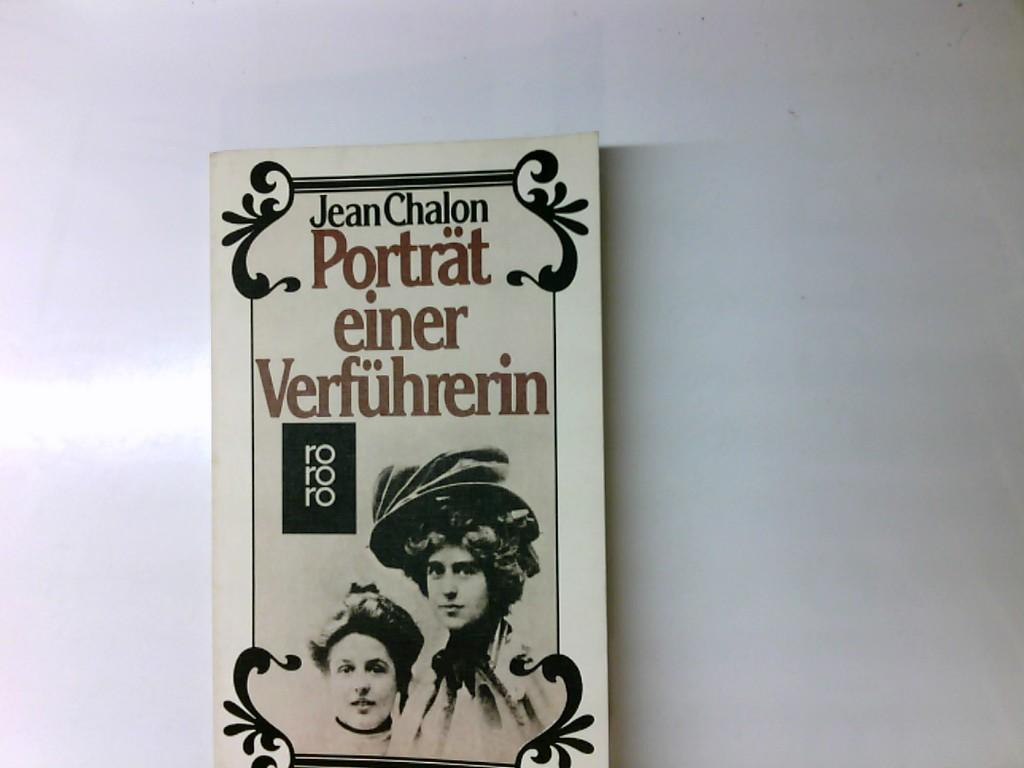 Jean Chalon
Porträt
einer
Verführerin
ro
ro
ro